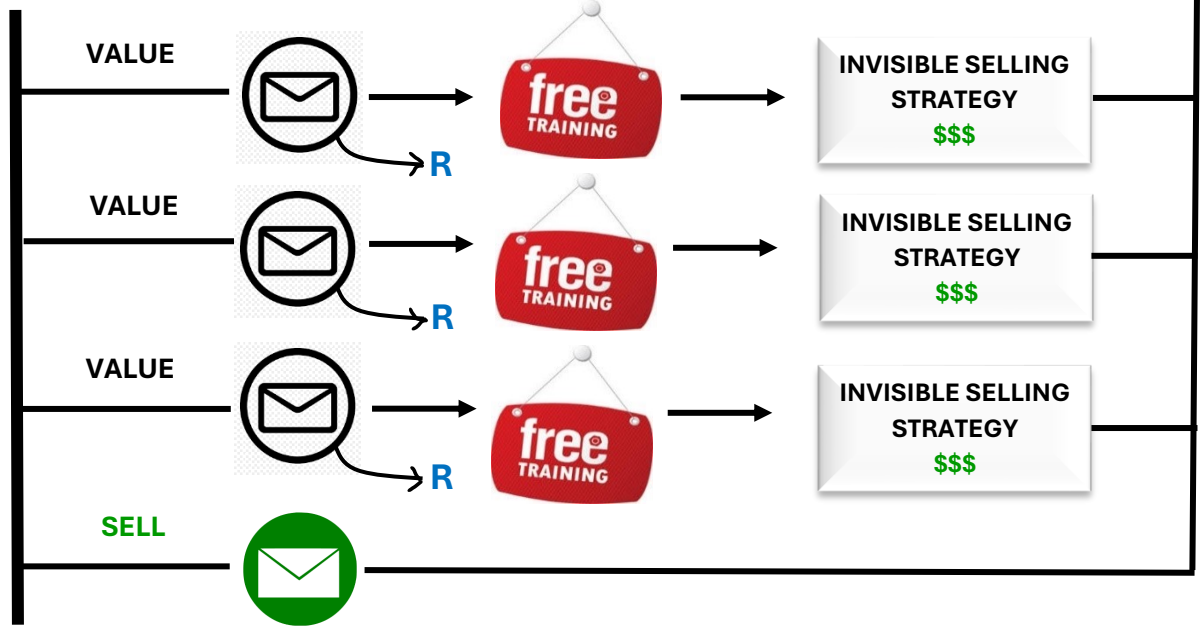 VALUE
free
TRAINING
INVISIBLE SELLING
STRATEGY
$$$
R
VALUE
free
TRAINING
INVISIBLE SELLING
STRATEGY
$$$
R
VALUE
free
TRAINING
INVISIBLE SELLING
STRATEGY
$$$
R
SELL